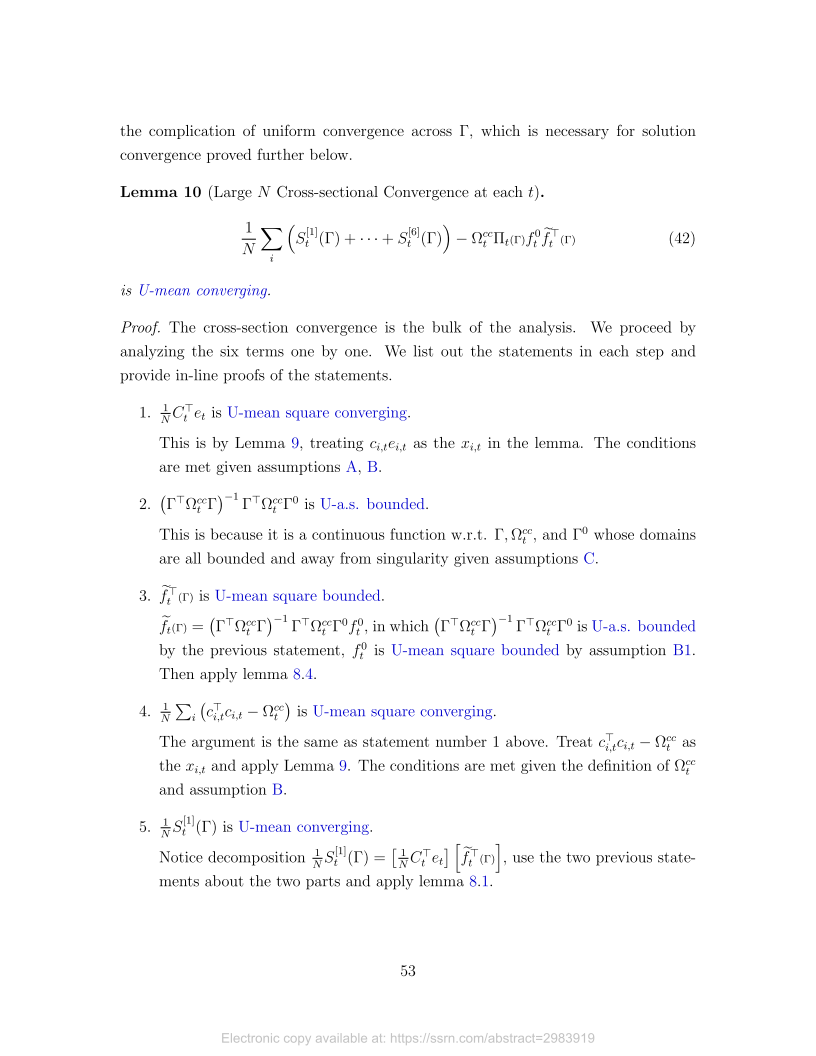 the complication of uniform convergence across Γ, which is necessary for solution
convergence proved further below.
Lemma 10 (Large N Cross-sectional Convergence at each t).
$$\frac{1}{N}\sum_i \left(S_t^{[1]}(\Gamma) + \cdots + S_t^{[6]}(\Gamma)\right) - \Omega_t^{cc}\Pi_t(\Gamma)f_t^0\widetilde{f}_t^\top(\Gamma)$$ (42)
is U-mean converging.
Proof. The cross-section convergence is the bulk of the analysis. We proceed by
analyzing the six terms one by one. We list out the statements in each step and
provide in-line proofs of the statements.
1. $\frac{1}{N}C_t^\top e_t$ is U-mean square converging.
This is by Lemma 9, treating $c_{i,t}e_{i,t}$ as the $x_{i,t}$ in the lemma. The conditions
are met given assumptions A, B.
2. $\left(\Gamma^\top\Omega_t^{cc}\Gamma\right)^{-1}\Gamma^\top\Omega_t^{cc}\Gamma^0$ is U-a.s. bounded.
This is because it is a continuous function w.r.t. $\Gamma, \Omega_t^{cc}$, and $\Gamma^0$ whose domains
are all bounded and away from singularity given assumptions C.
3. $\widetilde{f}_t^\top(\Gamma)$ is U-mean square bounded.
$\widetilde{f}_t(\Gamma) = \left(\Gamma^\top\Omega_t^{cc}\Gamma\right)^{-1}\Gamma^\top\Omega_t^{cc}\Gamma^0 f_t^0$, in which $\left(\Gamma^\top\Omega_t^{cc}\Gamma\right)^{-1}\Gamma^\top\Omega_t^{cc}\Gamma^0$ is U-a.s. bounded
by the previous statement, $f_t^0$ is U-mean square bounded by assumption B1.
Then apply lemma 8.4.
4. $\frac{1}{N}\sum_i \left(c_{i,t}^\top c_{i,t} - \Omega_t^{cc}\right)$ is U-mean square converging.
The argument is the same as statement number 1 above. Treat $c_{i,t}^\top c_{i,t} - \Omega_t^{cc}$ as
the $x_{i,t}$ and apply Lemma 9. The conditions are met given the definition of $\Omega_t^{cc}$
and assumption B.
5. $\frac{1}{N}S_t^{[1]}(\Gamma)$ is U-mean converging.
Notice decomposition $\frac{1}{N}S_t^{[1]}(\Gamma) = \left[\frac{1}{N}C_t^\top e_t\right]\left[\widetilde{f}_t^\top(\Gamma)\right]$, use the two previous state-
ments about the two parts and apply lemma 8.1.
53
Electronic copy available at: https://ssrn.com/abstract=2983919